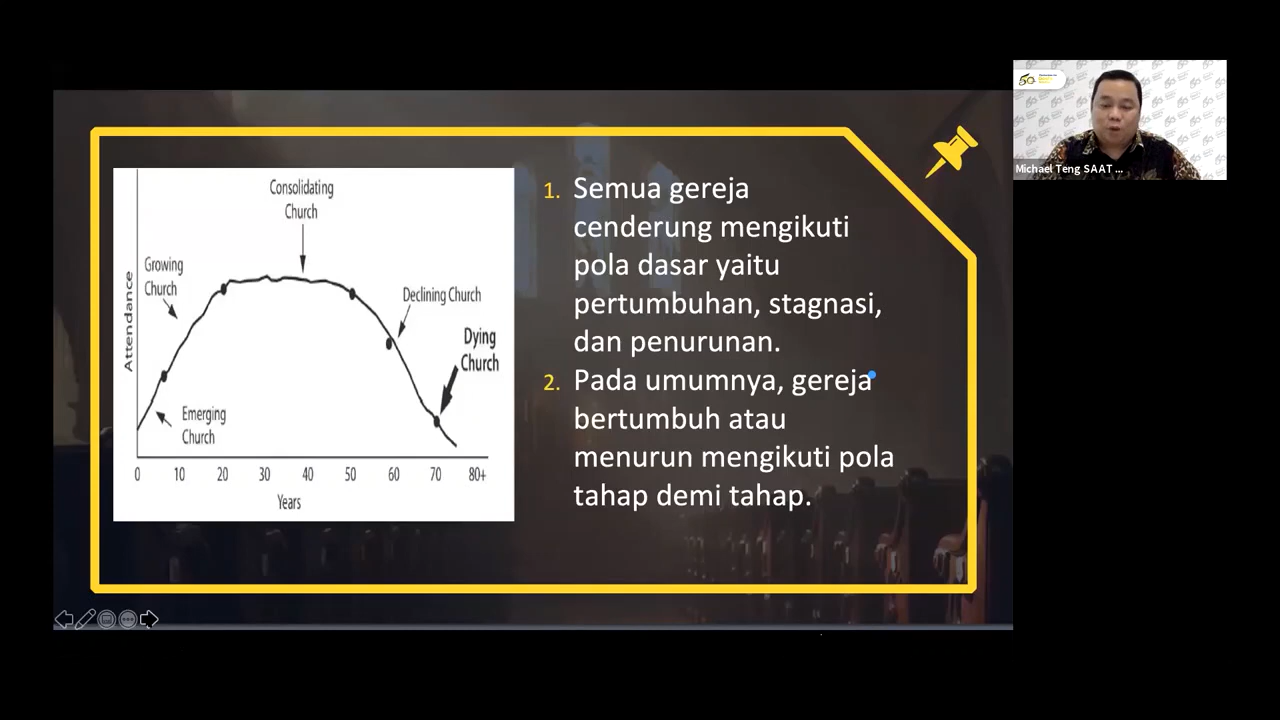 Consolidating
Church
Growing
Church
Declining Church
Dying
Church
Emerging
Church
Attendance
0 10 20 30 40 50 60 70 80+
Years
1. Semua gereja
cenderung mengikuti
pola dasar yaitu
pertumbuhan, stagnasi,
dan penurunan.
2. Pada umumnya, gereja
bertumbuh atau
menurun mengikuti pola
tahap demi tahap.
50
Michael Teng SAAT ...